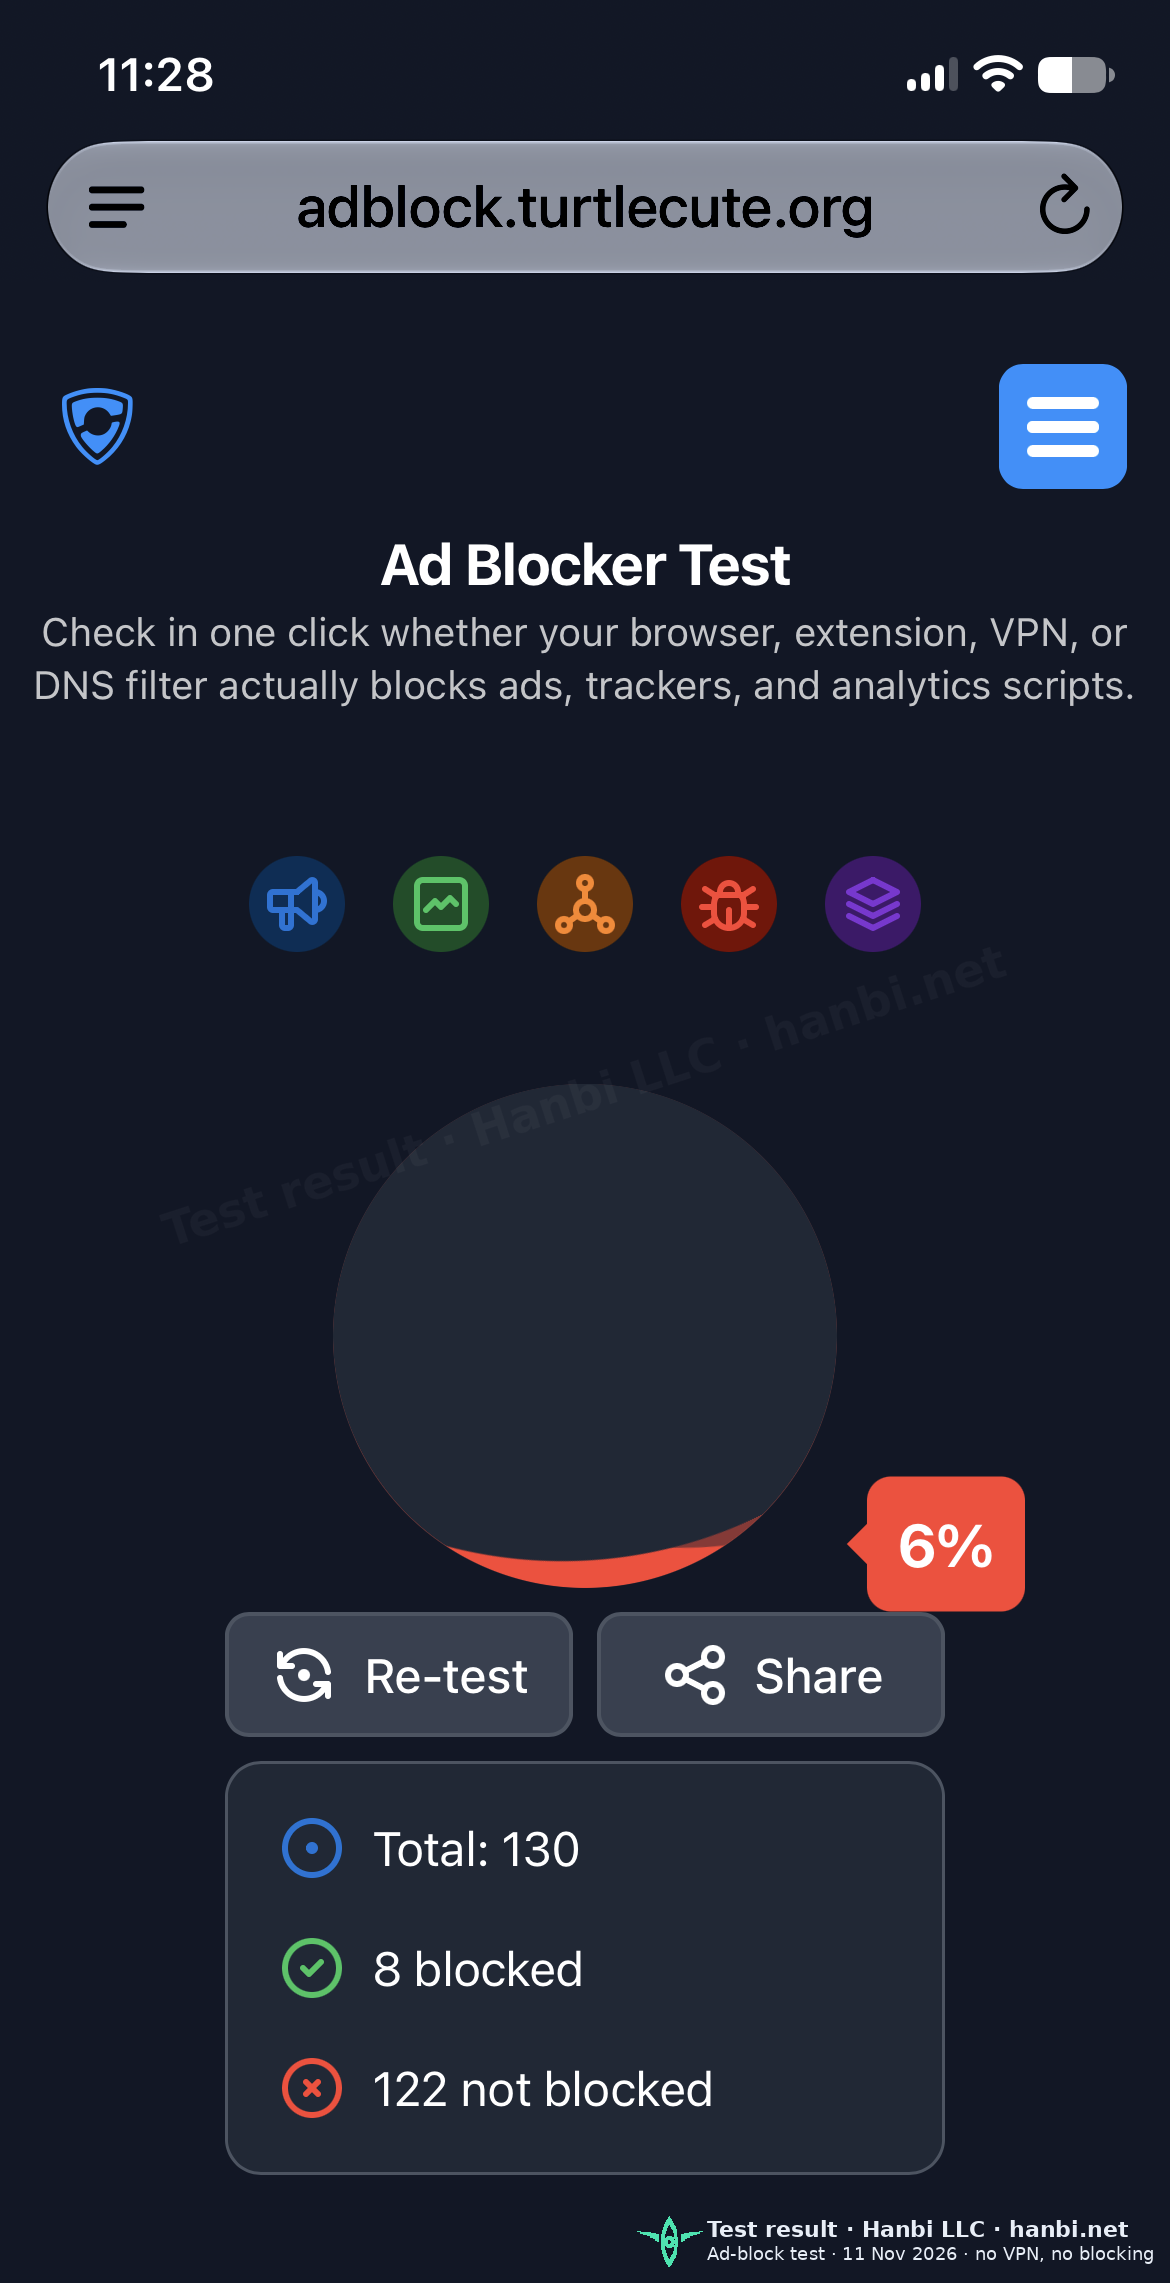 11:28
adblock.turtlecute.org
Ad Blocker Test
Check in one click whether your browser, extension, VPN, or
DNS filter actually blocks ads, trackers, and analytics scripts.
Test result · Hanbi LLC · hanbi.net
6%
Re-test
Share
Total: 130
8 blocked
122 not blocked
Test result · Hanbi LLC · hanbi.net
Ad-block test · 11 Nov 2026 · no VPN, no blocking